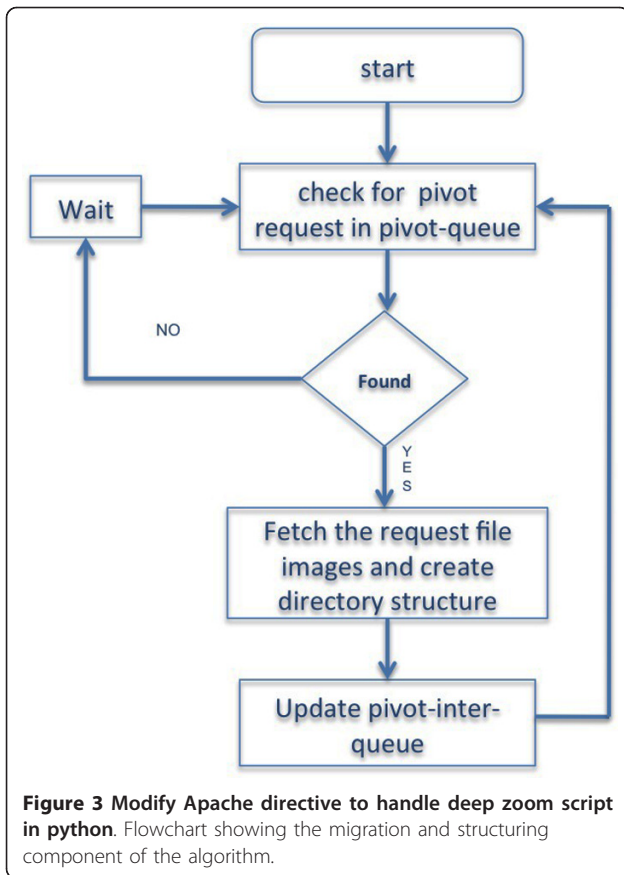 start
check for pivot
request in pivot-queue
Wait
NO
Found
YES
Fetch the request file
images and create
directory structure
Update pivot-inter-
queue
Figure 3 Modify Apache directive to handle deep zoom script
in python. Flowchart showing the migration and structuring
component of the algorithm.